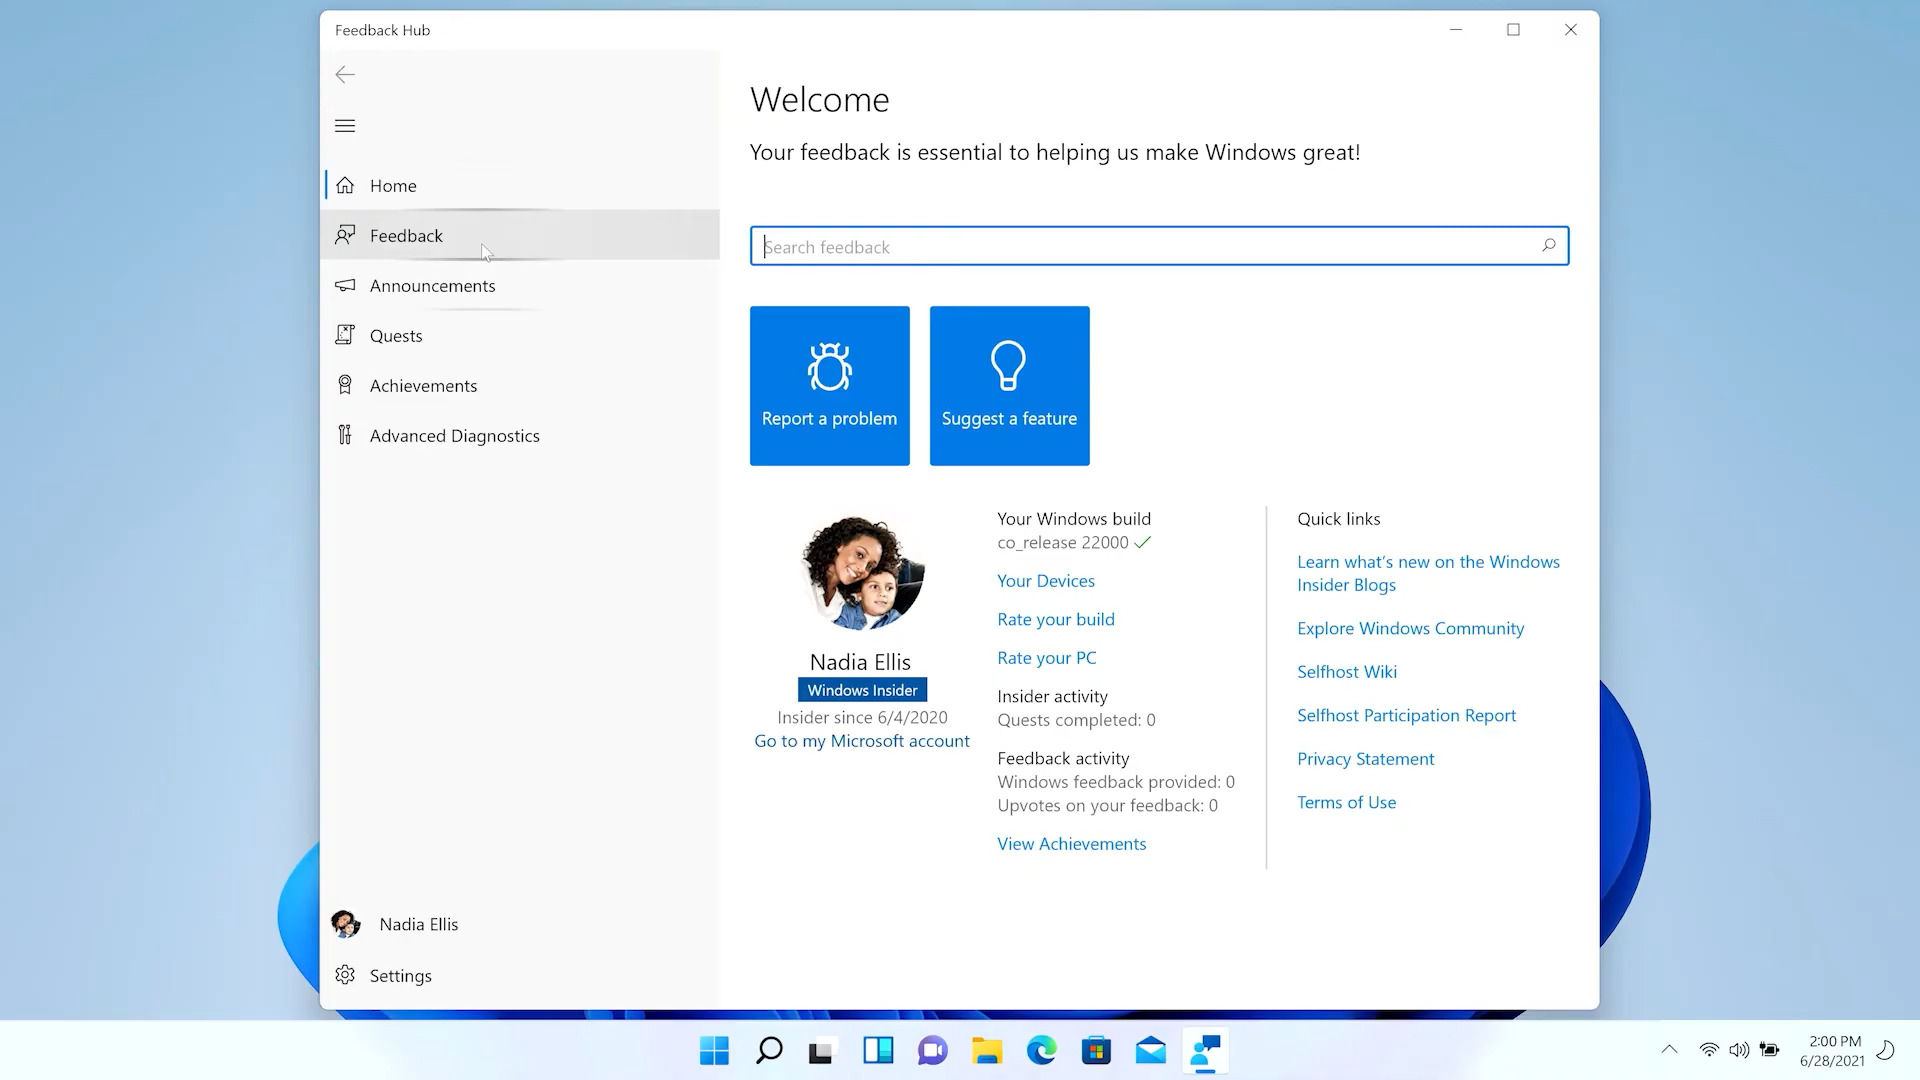 Feedback Hub
Home
Feedback
Announcements
Quests
Achievements
Advanced Diagnostics
Nadia Ellis
Settings
Welcome
Your feedback is essential to helping us make Windows great!
Search feedback
Report a problem
Suggest a feature
Nadia Ellis
Windows Insider
Insider since 6/4/2020
Go to my Microsoft account
Your Windows build
co_release 22000
Your Devices
Rate your build
Rate your PC
Insider activity
Quests completed: 0
Feedback activity
Windows feedback provided: 0
Upvotes on your feedback: 0
View Achievements
Quick links
Learn what's new on the Windows
Insider Blogs
Explore Windows Community
Selfhost Wiki
Selfhost Participation Report
Privacy Statement
Terms of Use
2:00 PM
6/28/2021